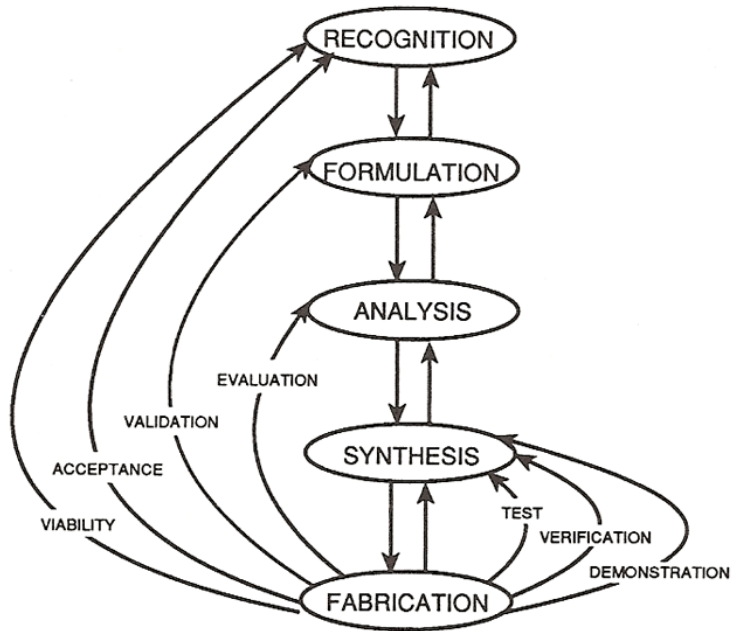 RECOGNITION
FORMULATION
ANALYSIS
EVALUATION
VALIDATION
SYNTHESIS
ACCEPTANCE
TEST
VIABILITY
VERIFICATION
DEMONSTRATION
FABRICATION